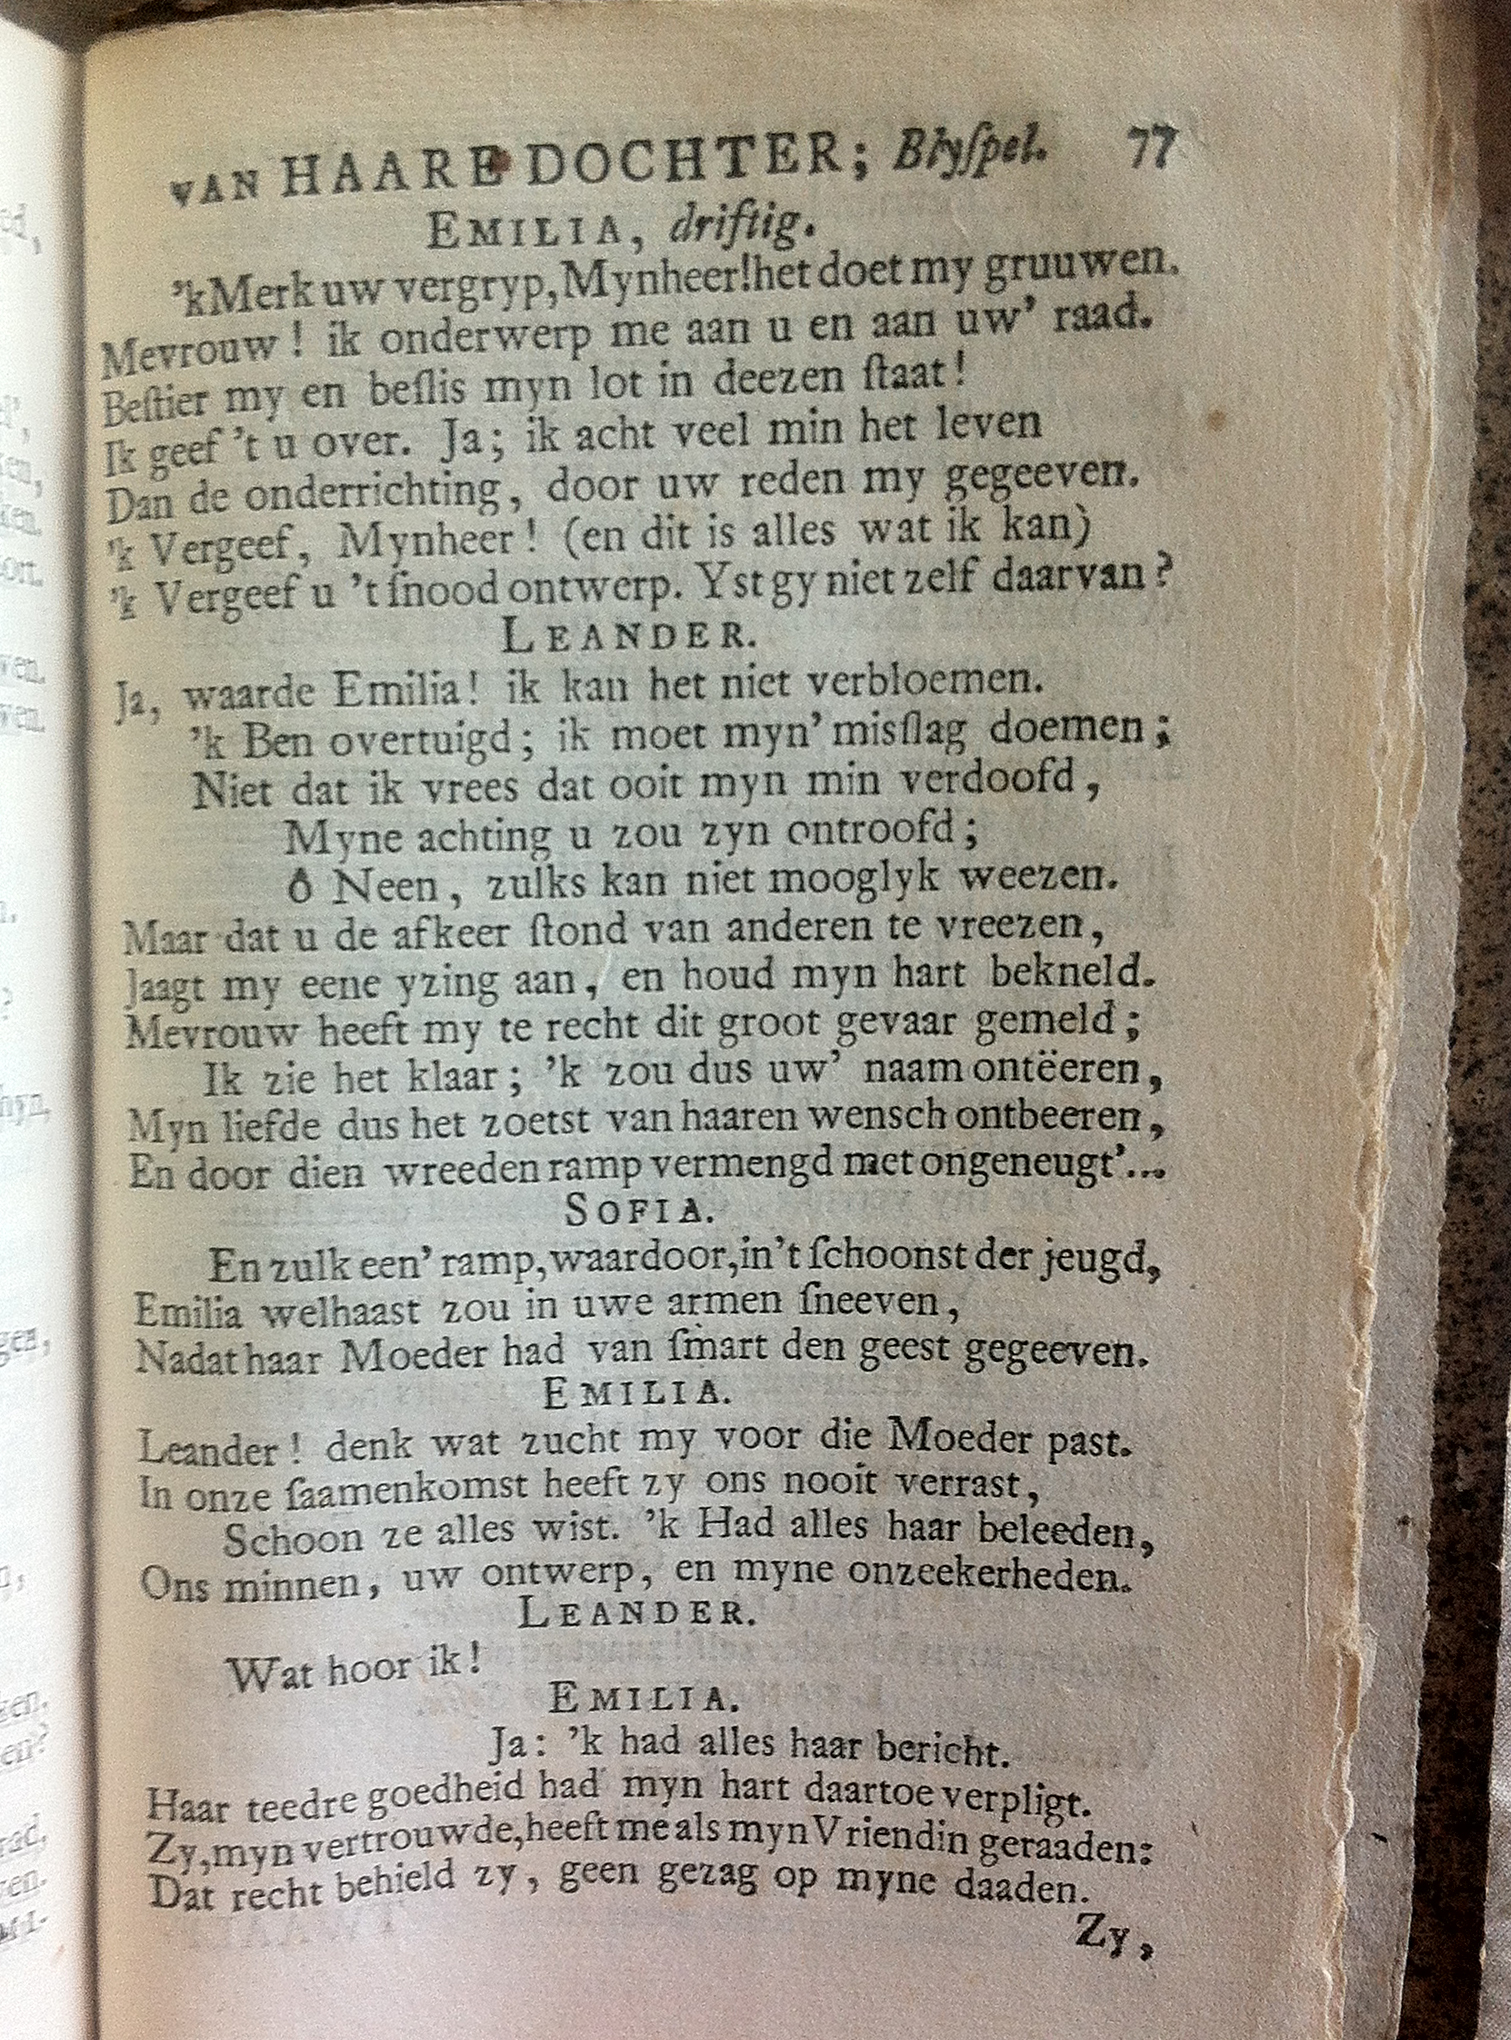 VAN HAARE DOCHTER; Blyſpel. 77
EMILIA, driftig.
’k Merk uw vergryp, Mynheer! het doet my gruuwen.
Mevrouw! ik onderwerp me aan u en aan uw’ raad.
Beſtier my en beſlis myn lot in deezen ſtaat!
Ik geef ’t u over. Ja; ik acht veel min het leven
Dan de onderrichting, door uw reden my gegeeven.
’k Vergeef, Mynheer! (en dit is alles wat ik kan)
’k Vergeef u ’t ſnood ontwerp. Yst gy niet zelf daarvan?
LEANDER.
Ja, waarde Emilia! ik kan het niet verbloemen.
’k Ben overtuigd; ik moet myn’ misſlag doemen;
Niet dat ik vrees dat ooit myn min verdoofd,
Myne achting u zou zyn ontroofd;
ô Neen, zulks kan niet mooglyk weezen.
Maar dat u de afkeer ſtond van anderen te vreezen,
Jaagt my eene yzing aan, en houd myn hart bekneld.
Mevrouw heeft my te recht dit groot gevaar gemeld;
Ik zie het klaar; ’k zou dus uw’ naam ontëeren,
Myn liefde dus het zoetst van haaren wensch ontbeeren,
En door dien wreeden ramp vermengd met ongeneugt’...
SOFIA.
En zulk een’ ramp, waardoor, in’t ſchoonst der jeugd,
Emilia welhaast zou in uwe armen ſneeven,
Nadat haar Moeder had van ſmart den geest gegeeven.
EMILIA.
Leander! denk wat zucht my voor die Moeder past.
In onze ſaamenkomst heeft zy ons nooit verrast,
Schoon ze alles wist. ’k Had alles haar beleeden,
Ons minnen, uw ontwerp, en myne onzeekerheden.
LEANDER.
Wat hoor ik!
EMILIA.
Ja: ’k had alles haar bericht.
Haar teedre goedheid had myn hart daartoe verpligt.
Zy, myn vertrouwde, heeft me als myn Vriendin geraaden:
Dat recht behield zy, geen gezag op myne daaden.
Zy,